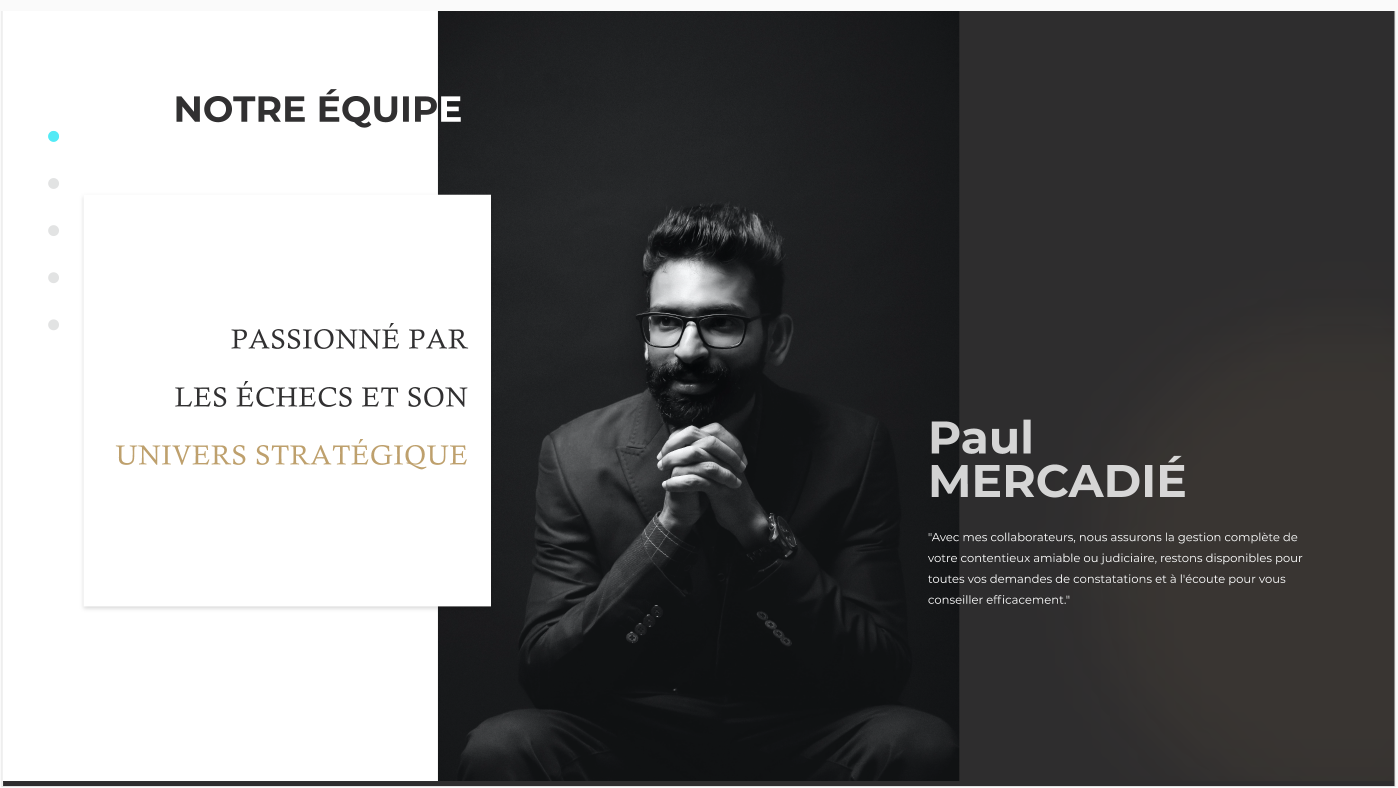 NOTRE ÉQUIPE
PASSIONNÉ PAR
LES ÉCHECS ET SON
UNIVERS STRATÉGIQUE
Paul
MERCADIÉ
"Avec mes collaborateurs, nous assurons la gestion complète de
votre contentieux amiable ou judiciaire, restons disponibles pour
toutes vos demandes de constatations et à l'écoute pour vous
conseiller efficacement."